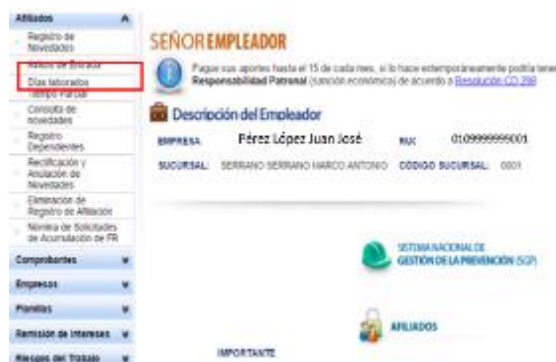 Afiliados
Registro de
Novedades
Avisos de Entrada
Días laborados
Tiempo Parcial
Consulta de
novedades
Registro
Dependientes
Rectificación y
Anulación de
Novedades
Eliminación de
Registro de Afiliación
Nómina de Solicitudes
de Acumulación de FR
Comprobantes
Empresas
Planillas
Remisión de Intereses
Riesgos del Trabajo
SEÑOR EMPLEADOR
Pague sus aportes hasta el 15 de cada mes, si lo hace extemporáneamente podría tener
Responsabilidad Patronal (sanción económica) de acuerdo a Resolución CD 298
Descripción del Empleador
EMPRESA Pérez López Juan José RUC 0109999999001
SUCURSAL: SERRANO SERRANO MARCO ANTONIO CÓDIGO SUCURSAL: 0001
SISTEMA NACIONAL DE
GESTIÓN DE LA PREVENCIÓN (SGP)
AFILIADOS
IMPORTANTE